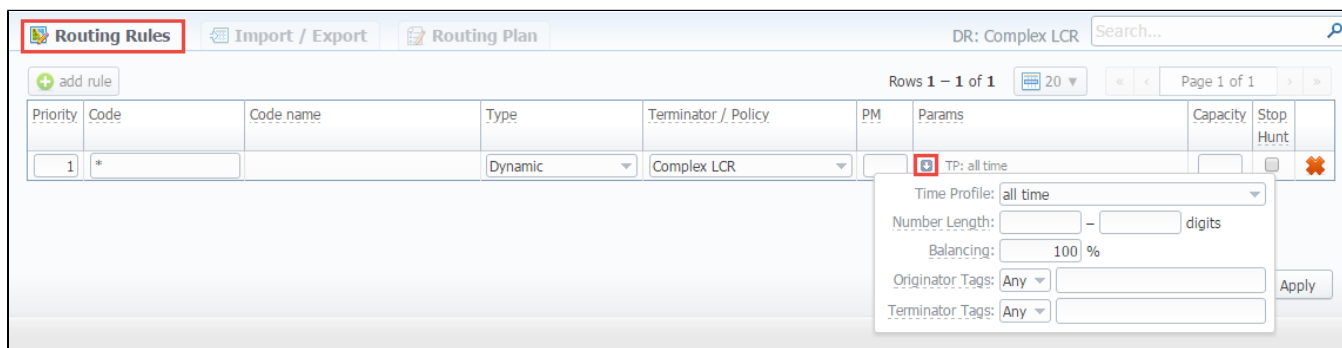 Routing Rules Import / Export Routing Plan DR: Complex LCR Search...
add rule Rows 1 – 1 of 1 20 « < Page 1 of 1 > »
Priority Code Code name Type Terminator / Policy PM Params Capacity Stop Hunt
1 * Dynamic Complex LCR TP: all time
Time Profile: all time
Number Length: – digits
Balancing: 100 %
Originator Tags: Any
Apply
Terminator Tags: Any